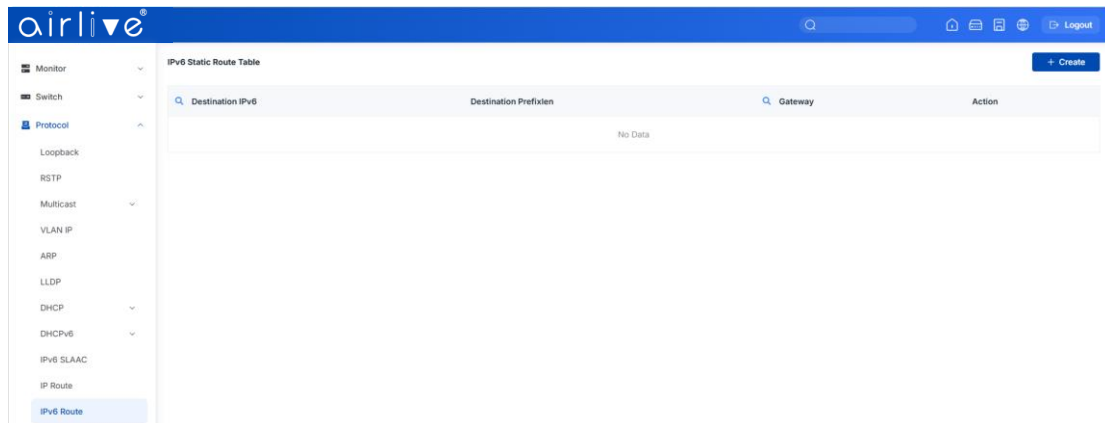 airlive®
Logout
Monitor
Switch
Protocol
Loopback
RSTP
Multicast
VLAN IP
ARP
LLDP
DHCP
DHCPv6
IPv6 SLAAC
IP Route
IPv6 Route
IPv6 Static Route Table
+ Create
Destination IPv6 Destination Prefixlen Gateway Action
No Data